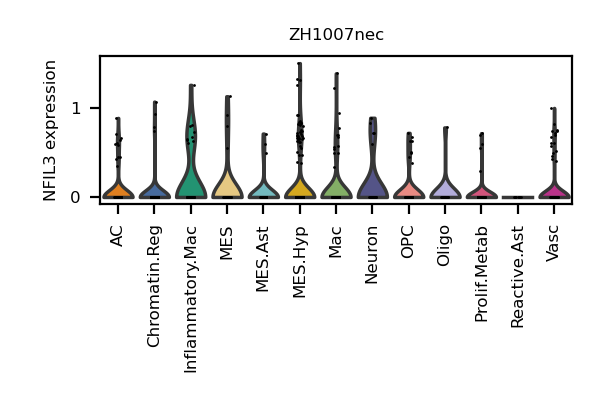 ZH1007nec
NFIL3 expression
1
0
AC
Chromatin.Reg
Inflammatory.Mac
MES
MES.Ast
MES.Hyp
Mac
Neuron
OPC
Oligo
Prolif.Metab
Reactive.Ast
Vasc